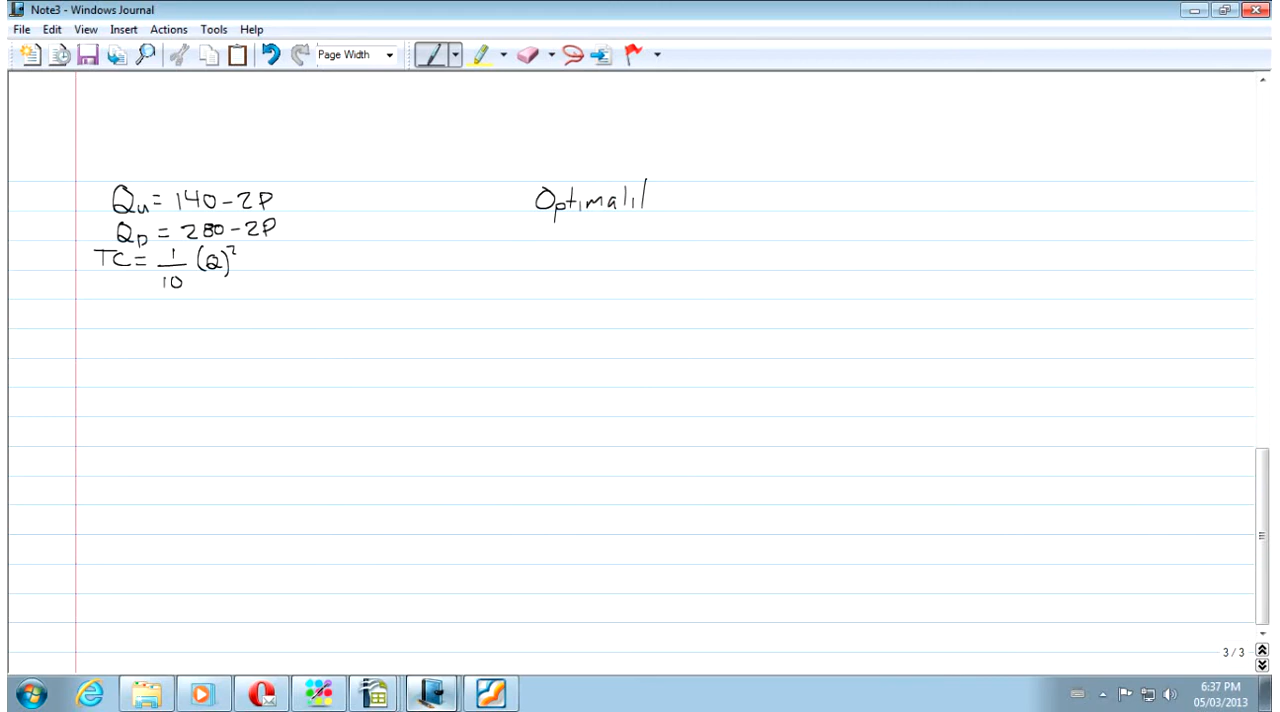 Note3 - Windows Journal
File Edit View Insert Actions Tools Help
Page Width
Qu = 140 - 2P
Optimalit
QD = 280 - 2P
TC = 1/10 (Q)²
3 / 3
6:37 PM
05/03/2013